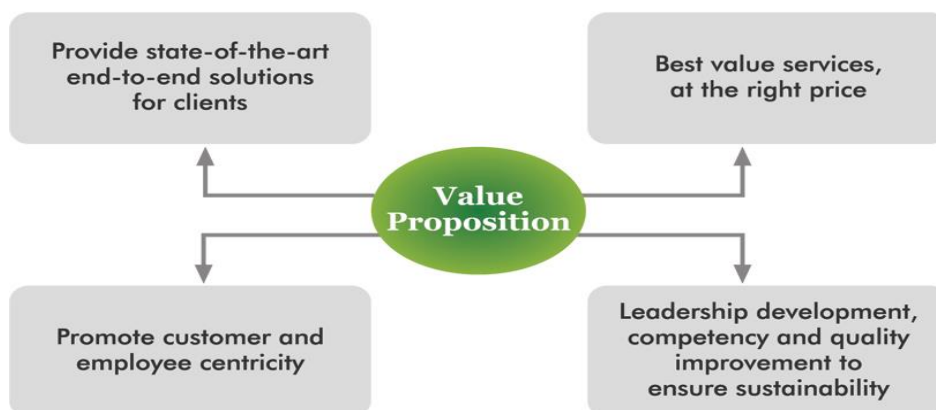 Provide state-of-the-art
end-to-end solutions
for clients
Best value services,
at the right price
Value
Proposition
Promote customer and
employee centricity
Leadership development,
competency and quality
improvement to
ensure sustainability